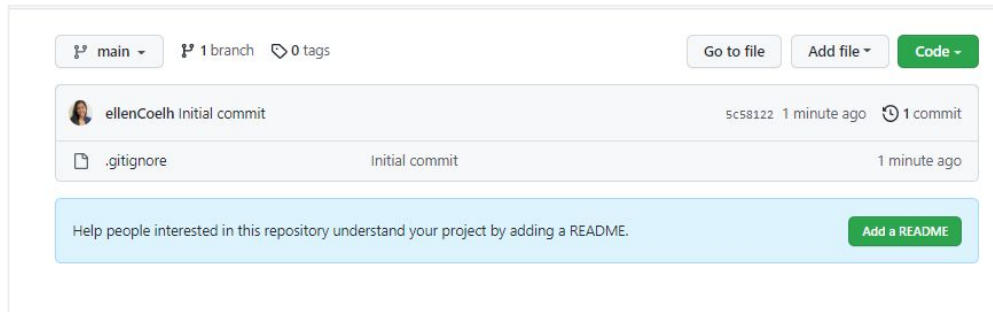 main 1 branch 0 tags Go to file Add file Code
ellenCoelh Initial commit 5c58122 1 minute ago 1 commit
.gitignore Initial commit 1 minute ago
Help people interested in this repository understand your project by adding a README. Add a README